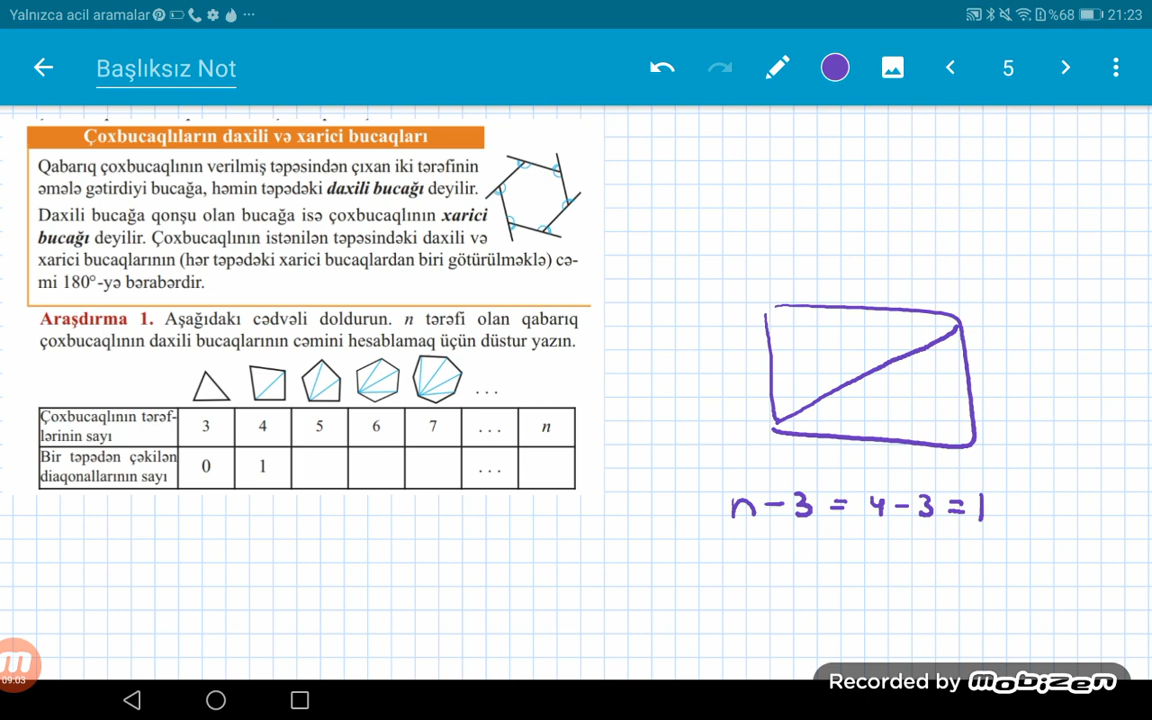 Yalnızca acil aramalar ... %68 21:23
Başlıksız Not 5
Çoxbucaqlıların daxili və xarici bucaqları
Qabarıq çoxbucaqlının verilmiş təpəsindən çıxan iki tərəfinin
əmələ gətirdiyi bucağa, həmin təpədəki daxili bucağı deyilir.
Daxili bucağa qonşu olan bucağa isə çoxbucaqlının xarici
bucağı deyilir. Çoxbucaqlının istənilən təpəsindəki daxili və
xarici bucaqlarının (hər təpədəki xarici bucaqlardan biri götürülməklə) cə-
mi 180°-yə bərabərdir.
Araşdırma 1. Aşağıdakı cədvəli doldurun. n tərəfi olan qabarıq
çoxbucaqlının daxili bucaqlarının cəmini hesablamaq üçün düstur yazın.
...
Çoxbucaqlının tərəf-
lərinin sayı 3 4 5 6 7 ... n
Bir təpədən çəkilən
diaqonallarının sayı 0 1 ...
n - 3 = 4 - 3 = 1
09:03
Recorded by mobizen